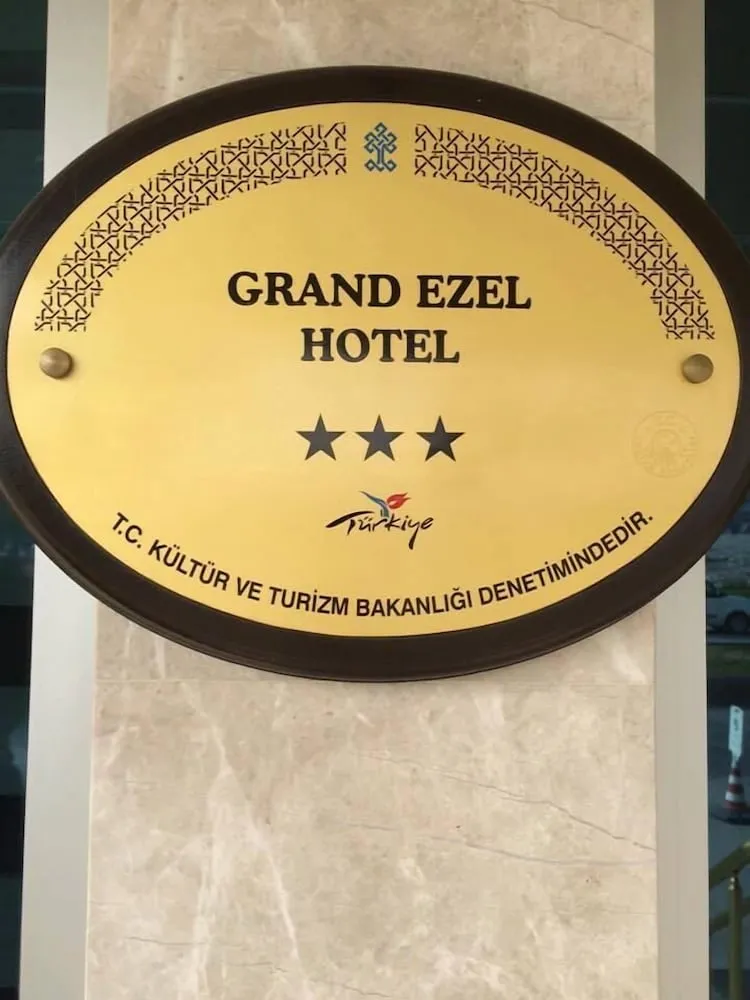 GRAND EZEL
HOTEL
Türkiye
T.C. KÜLTÜR VE TURİZM BAKANLIĞI DENETİMİNDEDİR.